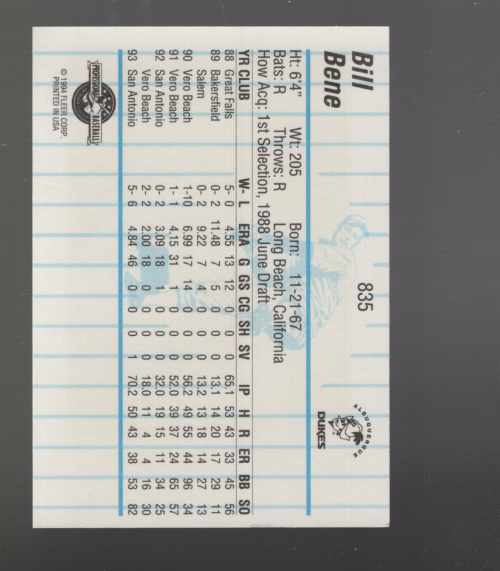 835
Bill
Bene
ALBUQUERQUE
DUKES
Ht: 6'4" Wt: 205 Born: 11-21-67
Bats: R Throws: R Long Beach, California
How Acq: 1st Selection, 1988 June Draft
YR CLUB W- L ERA G GS CG SH SV IP H R ER BB SO
88 Great Falls 5- 0 4.55 13 12 0 0 0 65.1 53 43 33 45 56
89 Bakersfield 0- 2 11.48 7 5 0 0 0 13.1 14 20 17 29 11
Salem 0- 2 9.22 7 4 0 0 0 13.2 13 18 14 27 13
90 Vero Beach 1-10 6.99 17 14 0 0 0 56.2 49 55 44 96 34
91 Vero Beach 1- 1 4.15 31 1 0 0 0 52.0 39 37 24 65 57
92 San Antonio 0- 2 3.09 18 1 0 0 0 32.0 19 15 11 34 25
Vero Beach 2- 2 2.00 18 0 0 0 0 18.0 11 4 4 16 30
93 San Antonio 5- 6 4.84 46 0 0 0 1 70.2 50 43 38 53 82
PROFESSIONAL BASEBALL
© 1994 FLEER CORP.
PRINTED IN USA